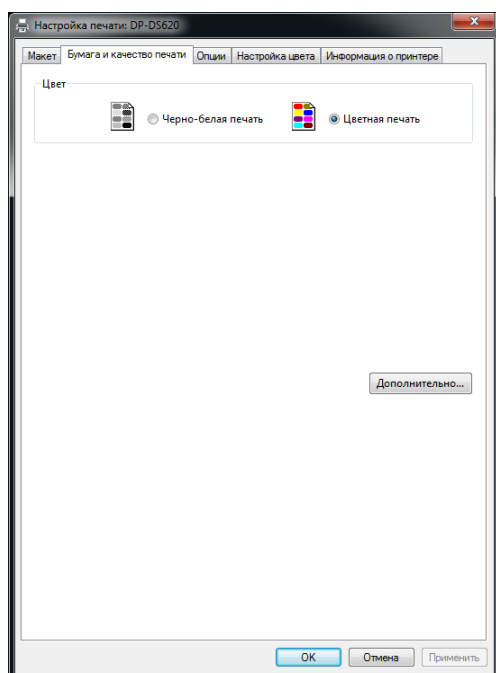 Настройка печати: DP-DS620
Макет Бумага и качество печати Опции Настройка цвета Информация о принтере
Цвет
Черно-белая печать Цветная печать
Дополнительно...
OK Отмена Применить